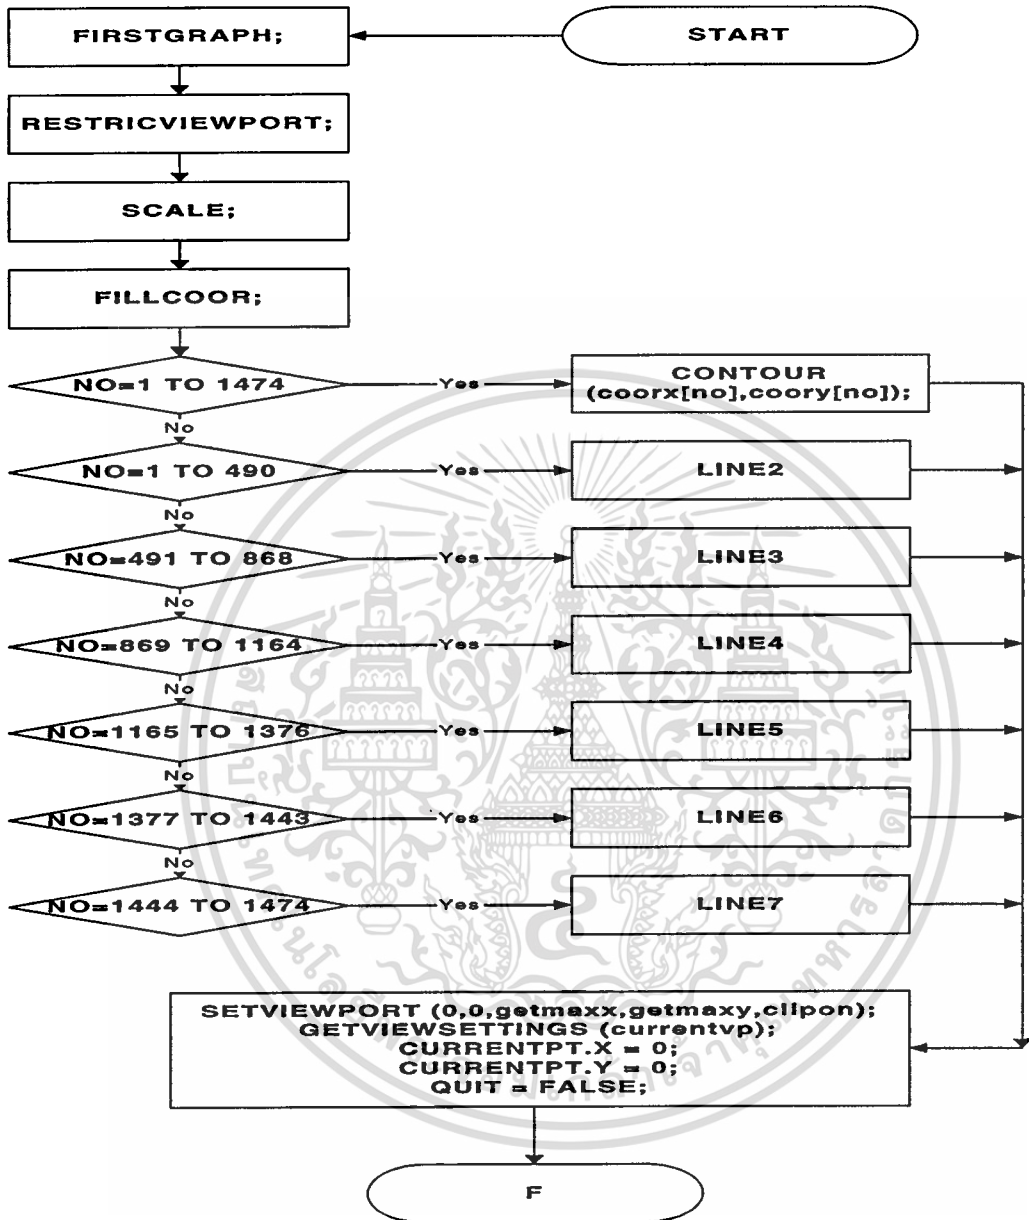 START
FIRSTGRAPH;
RESTRICVIEWPORT;
SCALE;
FILLCOOR;
NO=1 TO 1474
Yes
CONTOUR
(coorx[no],coory[no]);
No
NO=1 TO 490
Yes
LINE2
No
NO=491 TO 868
Yes
LINE3
No
NO=869 TO 1164
Yes
LINE4
No
NO=1165 TO 1376
Yes
LINE5
No
NO=1377 TO 1443
Yes
LINE6
No
NO=1444 TO 1474
Yes
LINE7
SETVIEWPORT (0,0,getmaxx,getmaxy,clipon);
GETVIEWSETTINGS (currentvp);
CURRENTPT.X = 0;
CURRENTPT.Y = 0;
QUIT = FALSE;
F